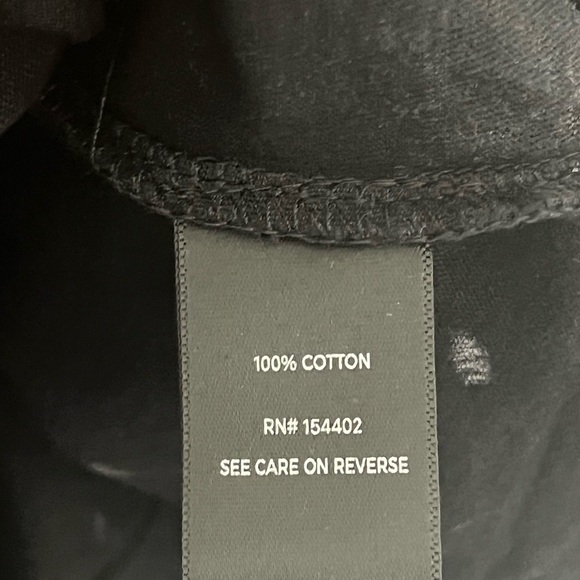 100% COTTON
RN# 154402
SEE CARE ON REVERSE